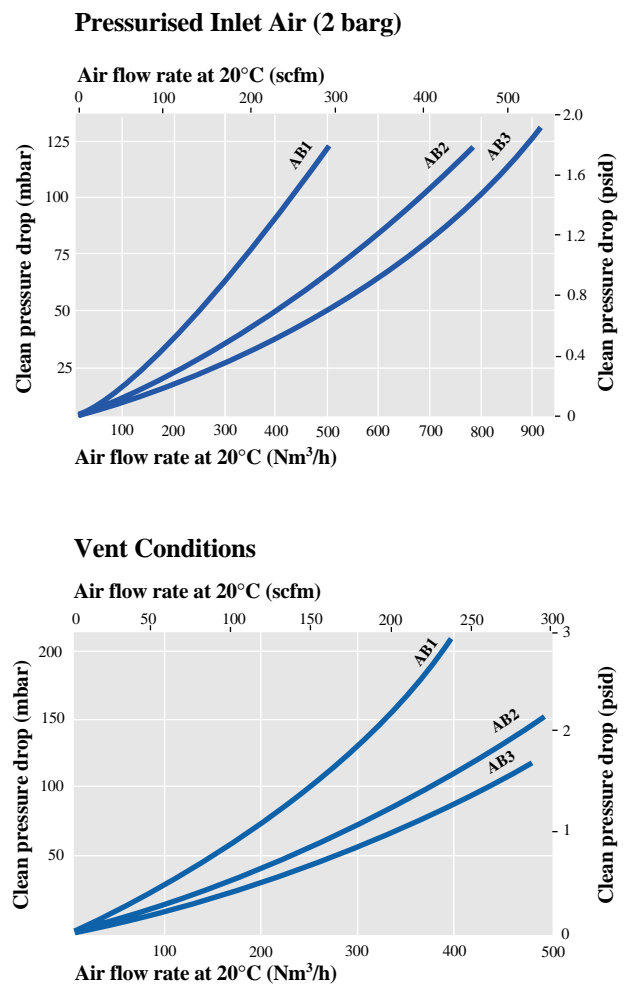 Pressurised Inlet Air (2 barg)
Air flow rate at 20°C (scfm)
0 100 200 300 400 500
Clean pressure drop (mbar)
125
100
75
50
25
AB1
AB2
AB3
2.0
1.6
1.2
0.8
0.4
0
Clean pressure drop (psid)
100 200 300 400 500 600 700 800 900
Air flow rate at 20°C (Nm³/h)
Vent Conditions
Air flow rate at 20°C (scfm)
0 50 100 150 200 250 300
Clean pressure drop (mbar)
200
150
100
50
AB1
AB2
AB3
3
2
1
0
Clean pressure drop (psid)
100 200 300 400 500
Air flow rate at 20°C (Nm³/h)